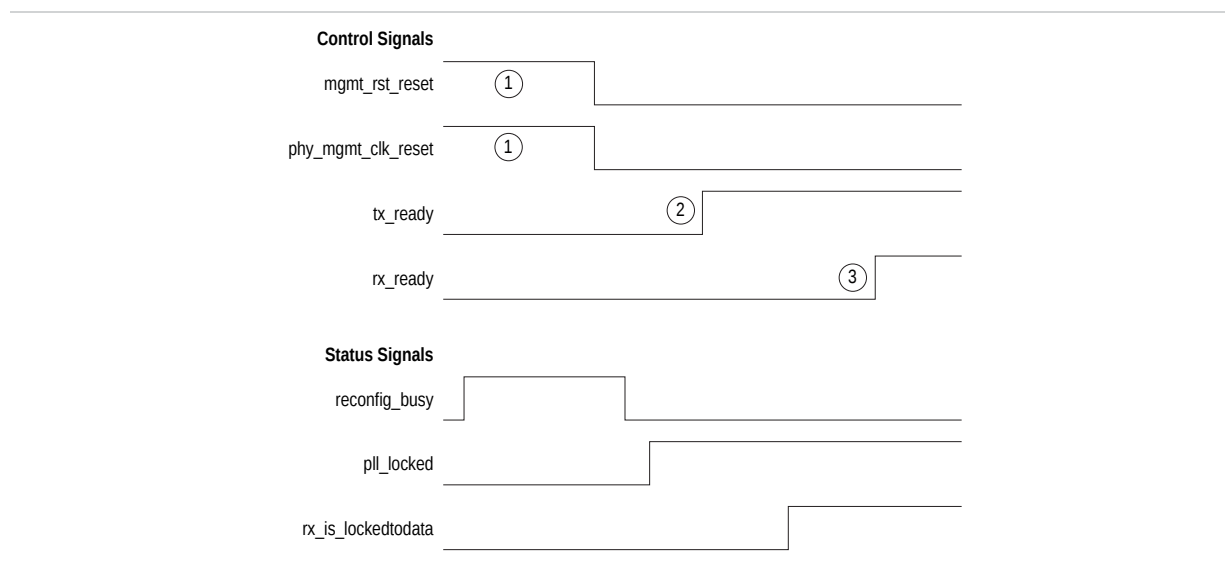 Control Signals
mgmt_rst_reset 1
phy_mgmt_clk_reset 1
tx_ready 2
rx_ready 3
Status Signals
reconfig_busy
pll_locked
rx_is_lockedtodata